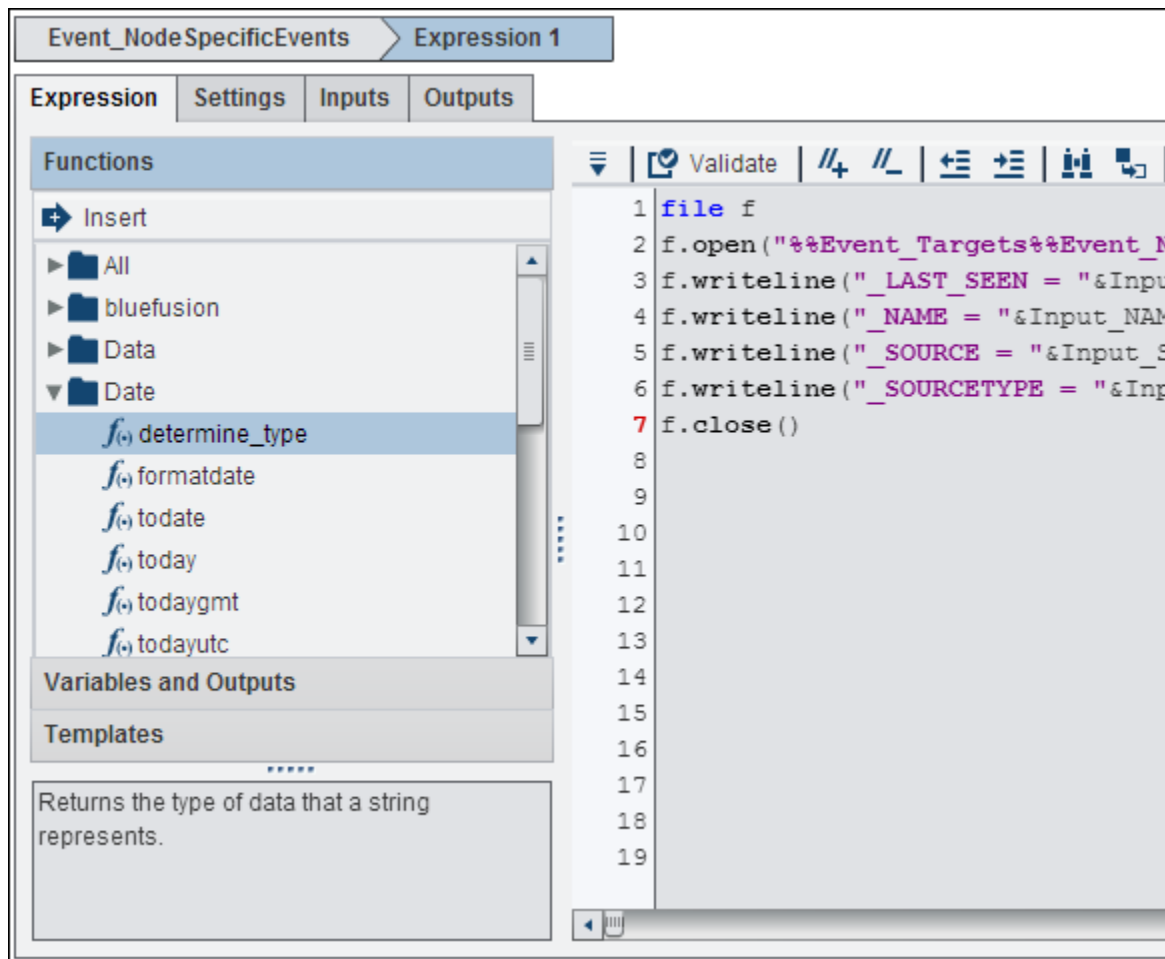 Event_NodeSpecificEvents
Expression 1
Expression Settings Inputs Outputs
Functions
Insert
All
bluefusion
Data
Date
determine_type
formatdate
todate
today
todaygmt
todayutc
Variables and Outputs
Templates
Returns the type of data that a string
represents.
Validate
1 file f
2 f.open("%%Event_Targets%%Event_N
3 f.writeline("_LAST_SEEN = "&Inpu
4 f.writeline("_NAME = "&Input_NAM
5 f.writeline("_SOURCE = "&Input_S
6 f.writeline("_SOURCETYPE = "&Inp
7 f.close()
8
9
10
11
12
13
14
15
16
17
18
19